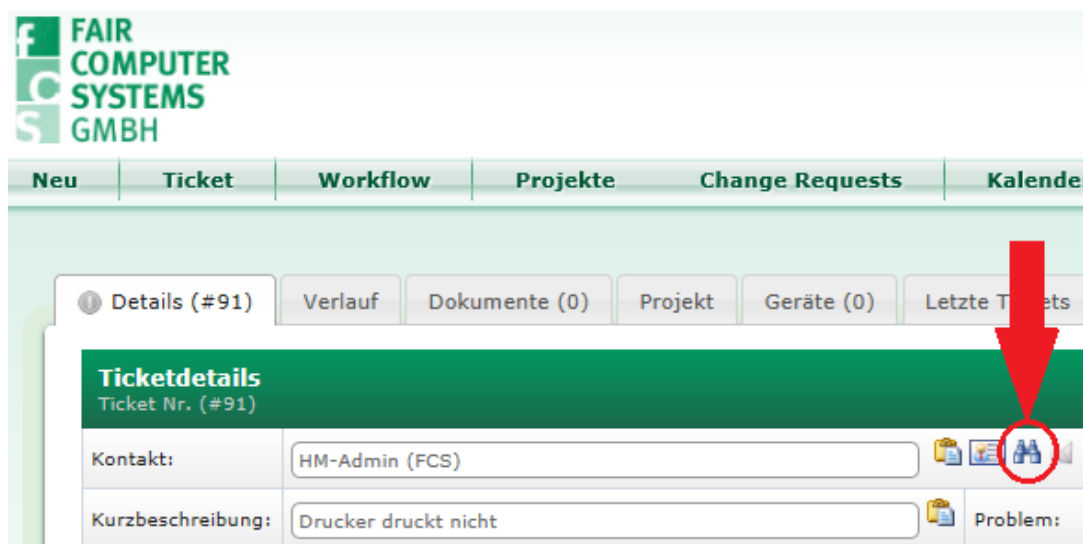 FAIR
COMPUTER
SYSTEMS
GMBH
Neu Ticket Workflow Projekte Change Requests Kalende
Details (#91) Verlauf Dokumente (0) Projekt Geräte (0) Letzte T ets
Ticketdetails
Ticket Nr. (#91)
Kontakt: HM-Admin (FCS)
Kurzbeschreibung: Drucker druckt nicht Problem: